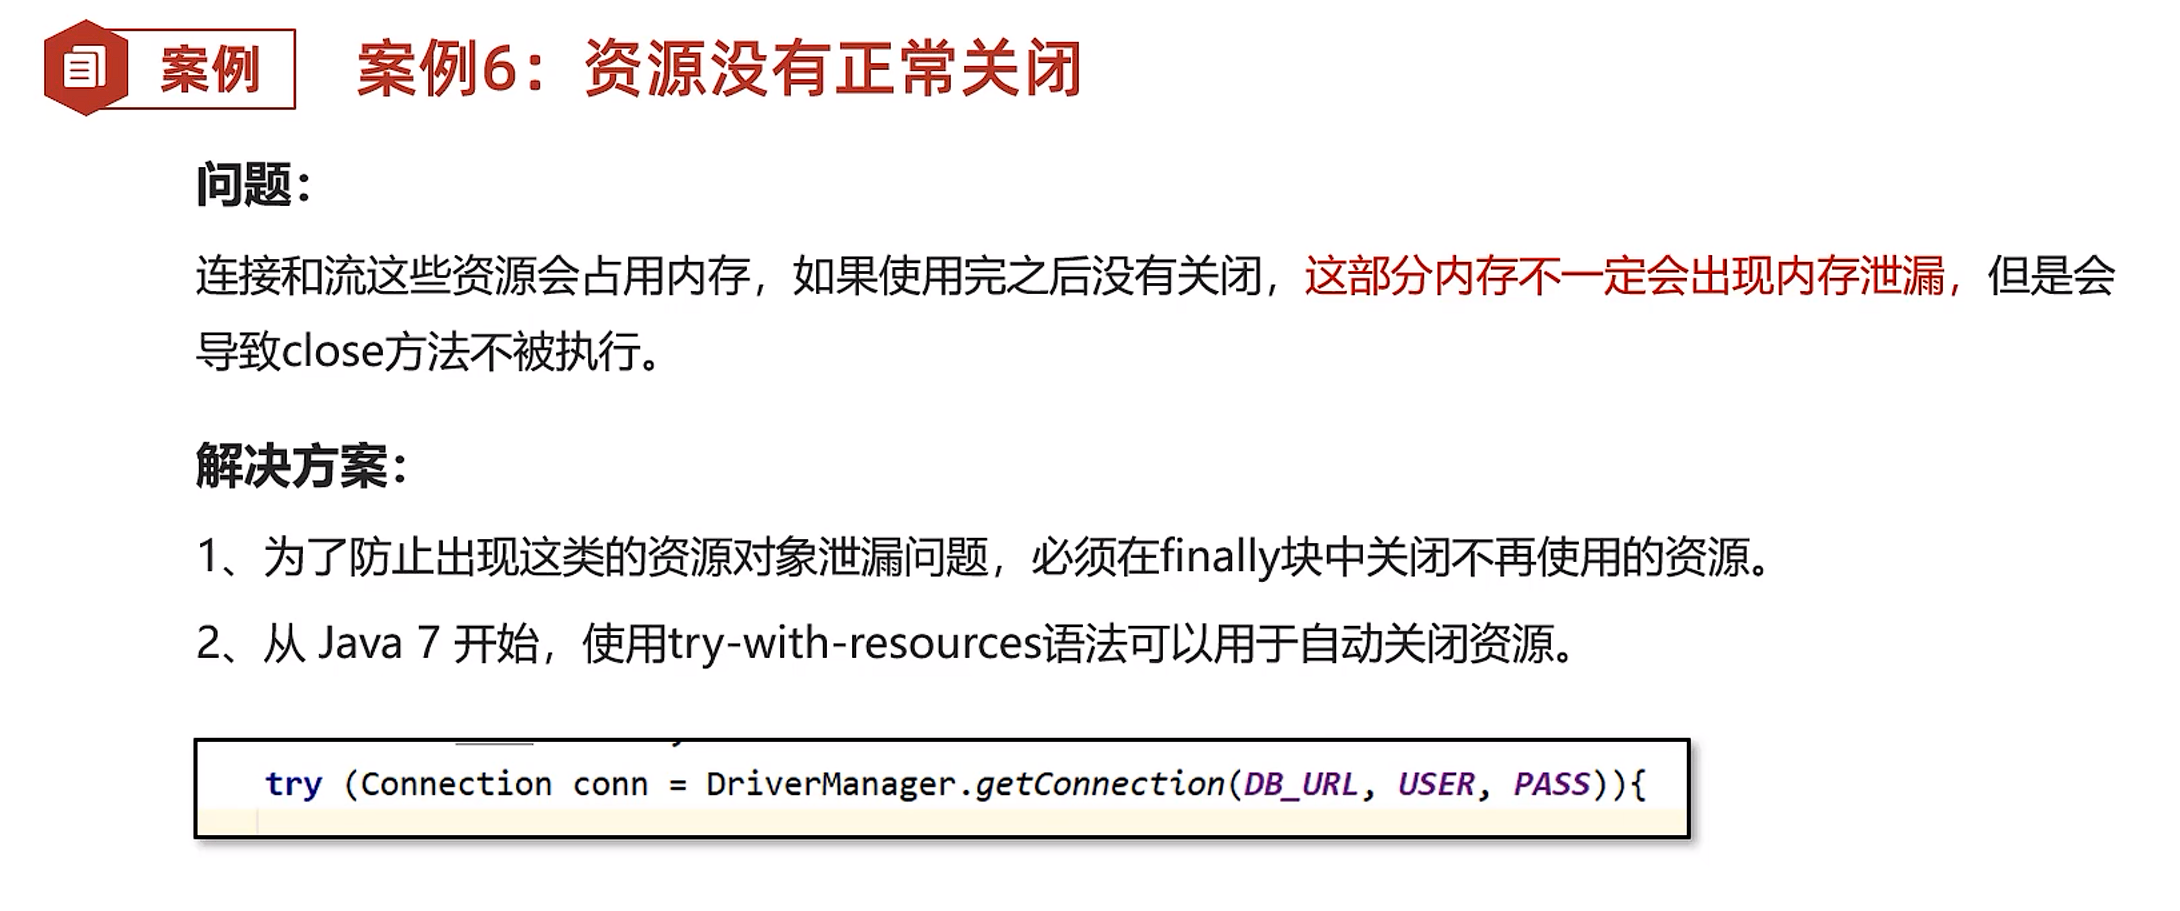 案例
案例6：资源没有正常关闭
问题：
连接和流这些资源会占用内存，如果使用完之后没有关闭，这部分内存不一定会出现内存泄漏，但是会
导致close方法不被执行。
解决方案：
1、为了防止出现这类的资源对象泄漏问题，必须在finally块中关闭不再使用的资源。
2、从 Java 7 开始，使用try-with-resources语法可以用于自动关闭资源。
try (Connection conn = DriverManager.getConnection(DB_URL, USER, PASS)){